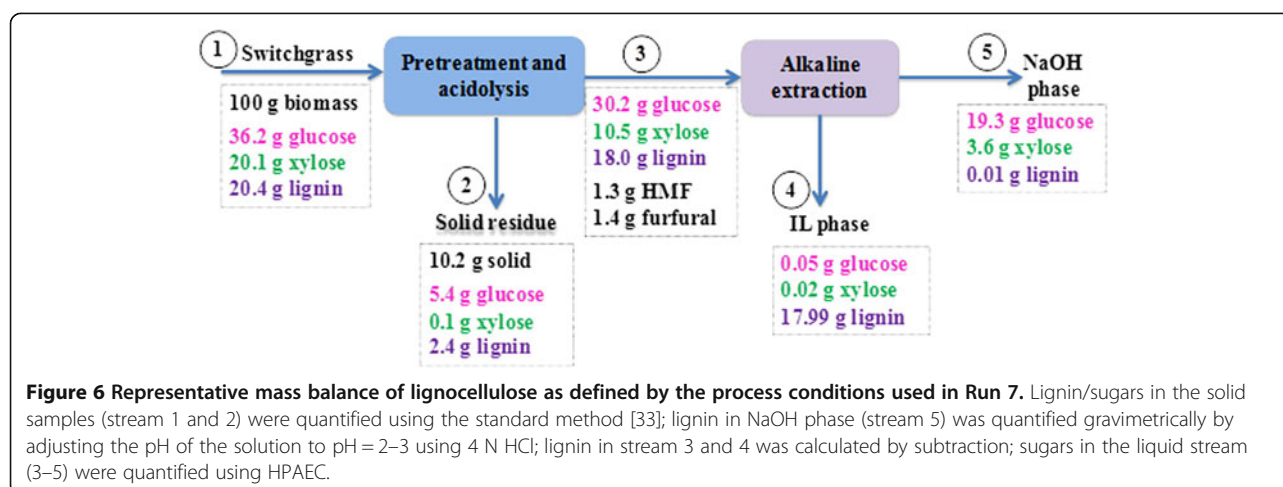 1 Switchgrass
100 g biomass
36.2 g glucose
20.1 g xylose
20.4 g lignin
Pretreatment and
acidolysis
2
Solid residue
10.2 g solid
5.4 g glucose
0.1 g xylose
2.4 g lignin
3
30.2 g glucose
10.5 g xylose
18.0 g lignin
1.3 g HMF
1.4 g furfural
Alkaline
extraction
4
IL phase
0.05 g glucose
0.02 g xylose
17.99 g lignin
5
NaOH
phase
19.3 g glucose
3.6 g xylose
0.01 g lignin
Figure 6 Representative mass balance of lignocellulose as defined by the process conditions used in Run 7. Lignin/sugars in the solid
samples (stream 1 and 2) were quantified using the standard method [33]; lignin in NaOH phase (stream 5) was quantified gravimetrically by
adjusting the pH of the solution to pH = 2–3 using 4 N HCl; lignin in stream 3 and 4 was calculated by subtraction; sugars in the liquid stream
(3–5) were quantified using HPAEC.